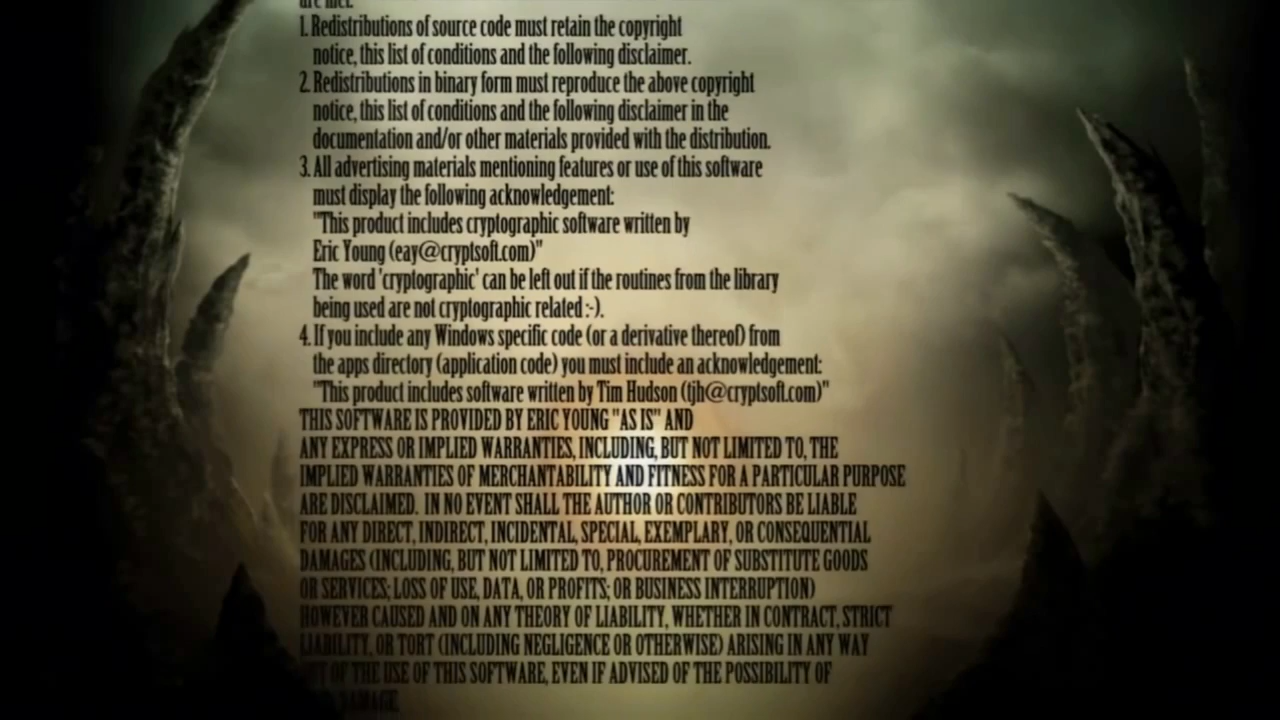 are met:
1. Redistributions of source code must retain the copyright
notice, this list of conditions and the following disclaimer.
2. Redistributions in binary form must reproduce the above copyright
notice, this list of conditions and the following disclaimer in the
documentation and/or other materials provided with the distribution.
3. All advertising materials mentioning features or use of this software
must display the following acknowledgement:
"This product includes cryptographic software written by
Eric Young (eay@cryptsoft.com)"
The word 'cryptographic' can be left out if the routines from the library
being used are not cryptographic related :-).
4. If you include any Windows specific code (or a derivative thereof) from
the apps directory (application code) you must include an acknowledgement:
"This product includes software written by Tim Hudson (tjh@cryptsoft.com)"
THIS SOFTWARE IS PROVIDED BY ERIC YOUNG "AS IS" AND
ANY EXPRESS OR IMPLIED WARRANTIES, INCLUDING, BUT NOT LIMITED TO, THE
IMPLIED WARRANTIES OF MERCHANTABILITY AND FITNESS FOR A PARTICULAR PURPOSE
ARE DISCLAIMED. IN NO EVENT SHALL THE AUTHOR OR CONTRIBUTORS BE LIABLE
FOR ANY DIRECT, INDIRECT, INCIDENTAL, SPECIAL, EXEMPLARY, OR CONSEQUENTIAL
DAMAGES (INCLUDING, BUT NOT LIMITED TO, PROCUREMENT OF SUBSTITUTE GOODS
OR SERVICES; LOSS OF USE, DATA, OR PROFITS; OR BUSINESS INTERRUPTION)
HOWEVER CAUSED AND ON ANY THEORY OF LIABILITY, WHETHER IN CONTRACT, STRICT
LIABILITY, OR TORT (INCLUDING NEGLIGENCE OR OTHERWISE) ARISING IN ANY WAY
OUT OF THE USE OF THIS SOFTWARE, EVEN IF ADVISED OF THE POSSIBILITY OF
DAMAGE.